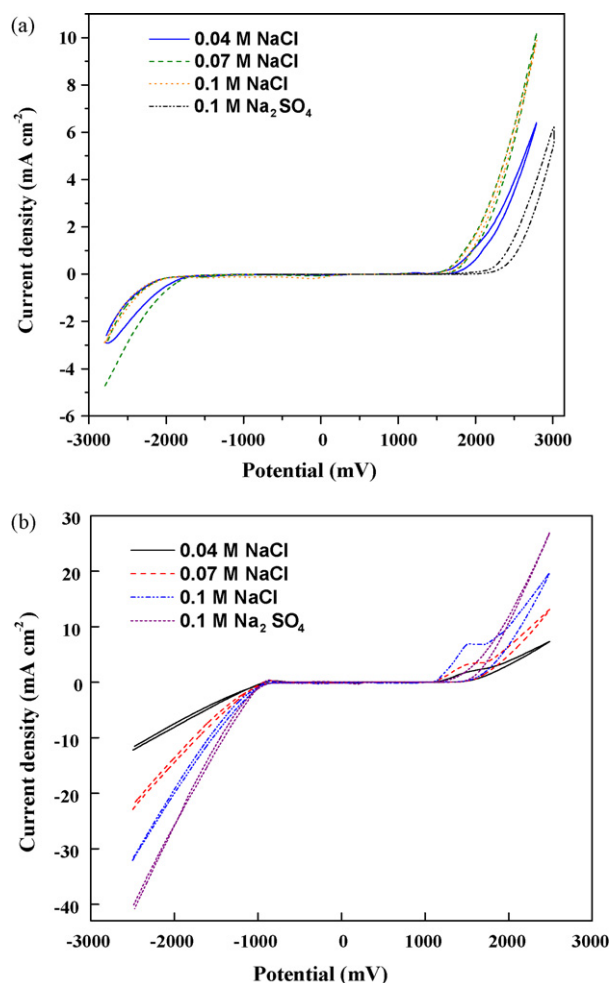 (a)
10
8
6
4
2
0
-2
-4
-6
Current density (mA cm⁻²)
0.04 M NaCl
0.07 M NaCl
0.1 M NaCl
0.1 M Na₂SO₄
-3000 -2000 -1000 0 1000 2000 3000
Potential (mV)
(b)
30
20
10
0
-10
-20
-30
-40
Current density (mA cm⁻²)
0.04 M NaCl
0.07 M NaCl
0.1 M NaCl
0.1 M Na₂ SO₄
-3000 -2000 -1000 0 1000 2000 3000
Potential (mV)